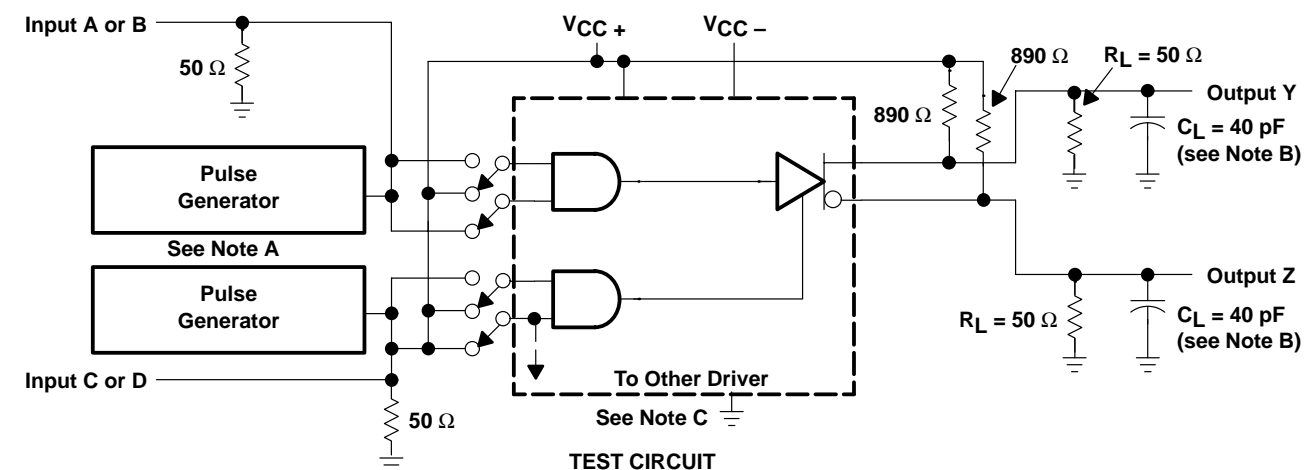 Input A or B
VCC +
VCC –
50 Ω
890 Ω
RL = 50 Ω
Output Y
890 Ω
CL = 40 pF
(see Note B)
Pulse
Generator
See Note A
Pulse
Generator
Output Z
RL = 50 Ω
CL = 40 pF
(see Note B)
Input C or D
To Other Driver
See Note C
50 Ω
TEST CIRCUIT